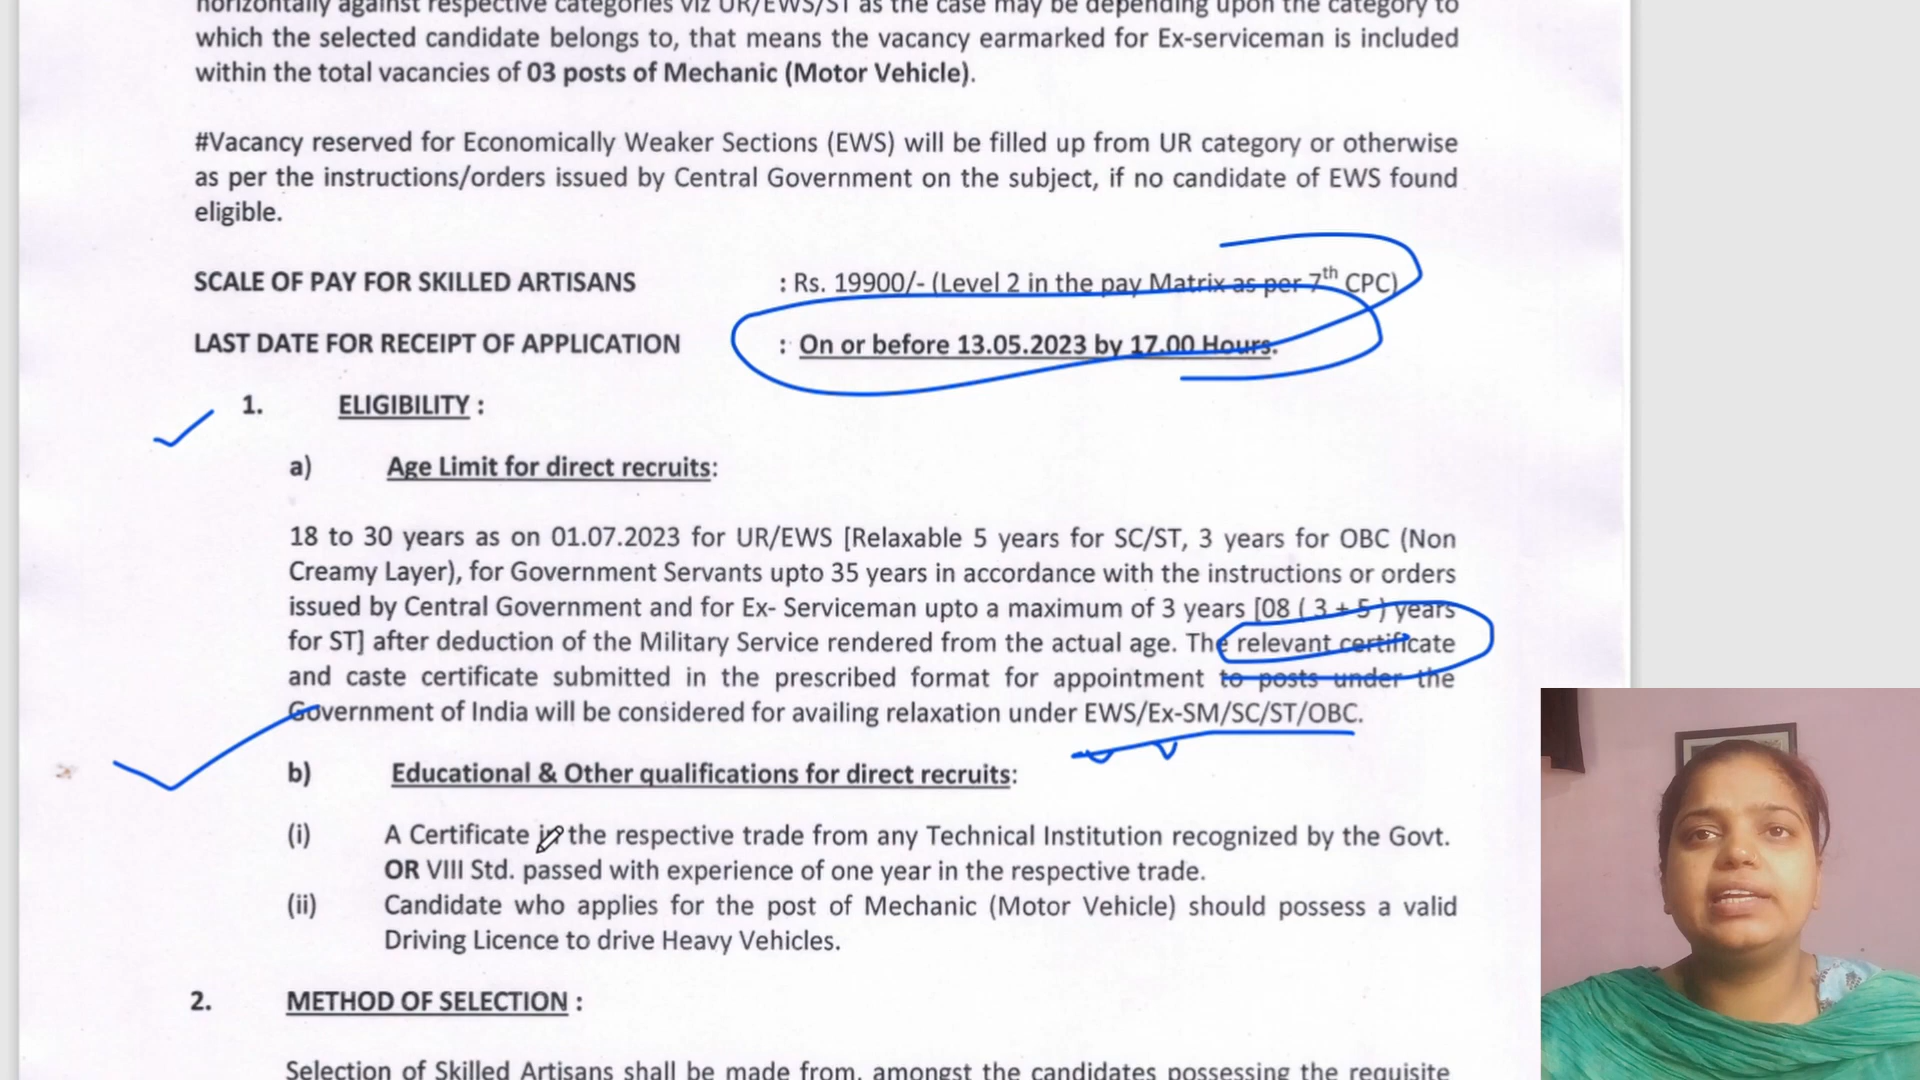 horizontally against respective categories viz UR/EWS/ST as the case may be depending upon the category to
which the selected candidate belongs to, that means the vacancy earmarked for Ex-serviceman is included
within the total vacancies of 03 posts of Mechanic (Motor Vehicle).
#Vacancy reserved for Economically Weaker Sections (EWS) will be filled up from UR category or otherwise
as per the instructions/orders issued by Central Government on the subject, if no candidate of EWS found
eligible.
SCALE OF PAY FOR SKILLED ARTISANS : Rs. 19900/- (Level 2 in the pay Matrix as per 7th CPC)
LAST DATE FOR RECEIPT OF APPLICATION : On or before 13.05.2023 by 17.00 Hours.
1. ELIGIBILITY :
a) Age Limit for direct recruits:
18 to 30 years as on 01.07.2023 for UR/EWS [Relaxable 5 years for SC/ST, 3 years for OBC (Non
Creamy Layer), for Government Servants upto 35 years in accordance with the instructions or orders
issued by Central Government and for Ex- Serviceman upto a maximum of 3 years [08 ( 3 + 5 ) years
for ST] after deduction of the Military Service rendered from the actual age. The relevant certificate
and caste certificate submitted in the prescribed format for appointment to posts under the
Government of India will be considered for availing relaxation under EWS/Ex-SM/SC/ST/OBC.
b) Educational & Other qualifications for direct recruits:
(i) A Certificate in the respective trade from any Technical Institution recognized by the Govt.
OR VIII Std. passed with experience of one year in the respective trade.
(ii) Candidate who applies for the post of Mechanic (Motor Vehicle) should possess a valid
Driving Licence to drive Heavy Vehicles.
2. METHOD OF SELECTION :
Selection of Skilled Artisans shall be made from, amongst the candidates possessing the requisite